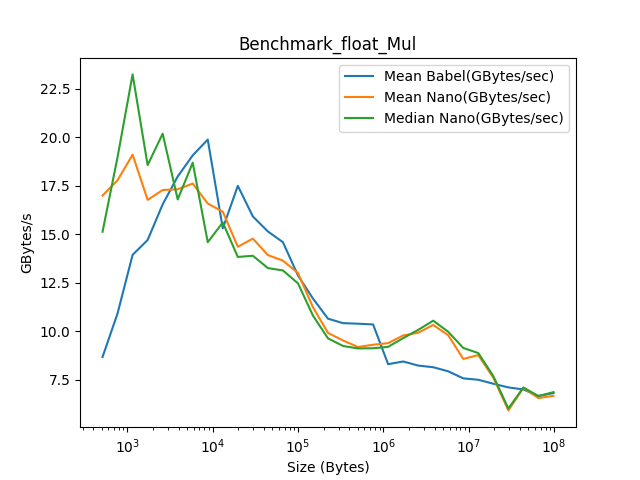 Benchmark_float_Mul
Mean Babel(GBytes/sec)
Mean Nano(GBytes/sec)
Median Nano(GBytes/sec)
22.5
20.0
17.5
15.0
12.5
10.0
7.5
GBytes/s
10³ 10⁴ 10⁵ 10⁶ 10⁷ 10⁸
Size (Bytes)